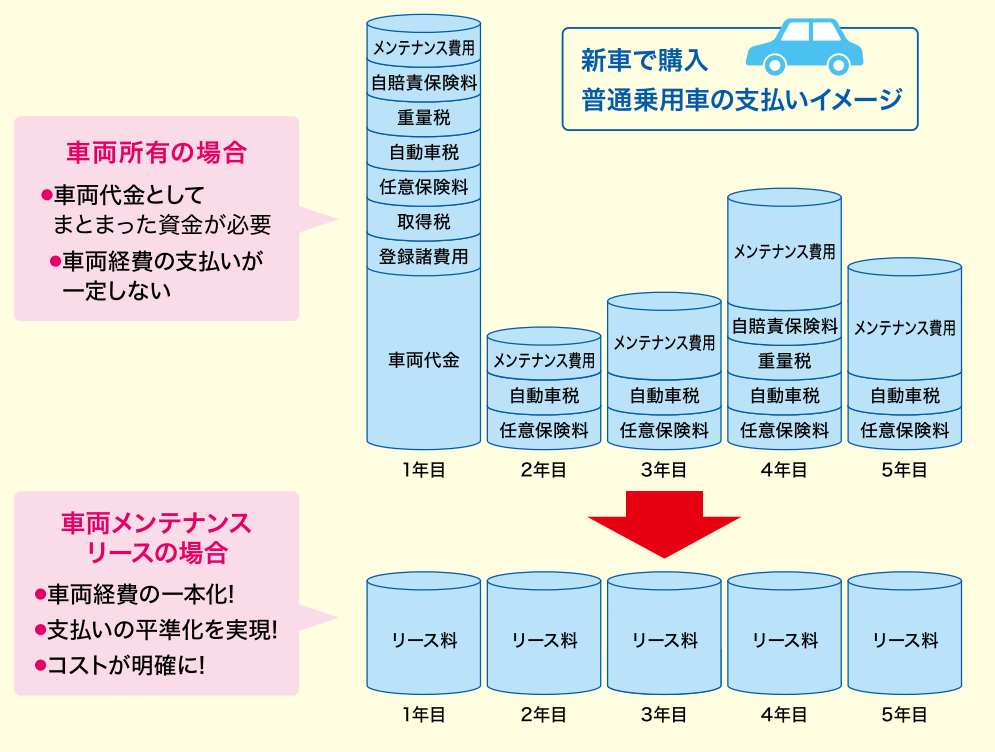 新車で購入
普通乗用車の支払いイメージ
車両所有の場合
●車両代金として
まとまった資金が必要
●車両経費の支払いが
一定しない
メンテナンス費用
自賠責保険料
重量税
自動車税
任意保険料
取得税
登録諸費用
車両代金
1年目
メンテナンス費用
自動車税
任意保険料
2年目
メンテナンス費用
自動車税
任意保険料
3年目
メンテナンス費用
自賠責保険料
重量税
自動車税
任意保険料
4年目
メンテナンス費用
自動車税
任意保険料
5年目
車両メンテナンス
リースの場合
●車両経費の一本化!
●支払いの平準化を実現!
●コストが明確に!
リース料
1年目
リース料
2年目
リース料
3年目
リース料
4年目
リース料
5年目